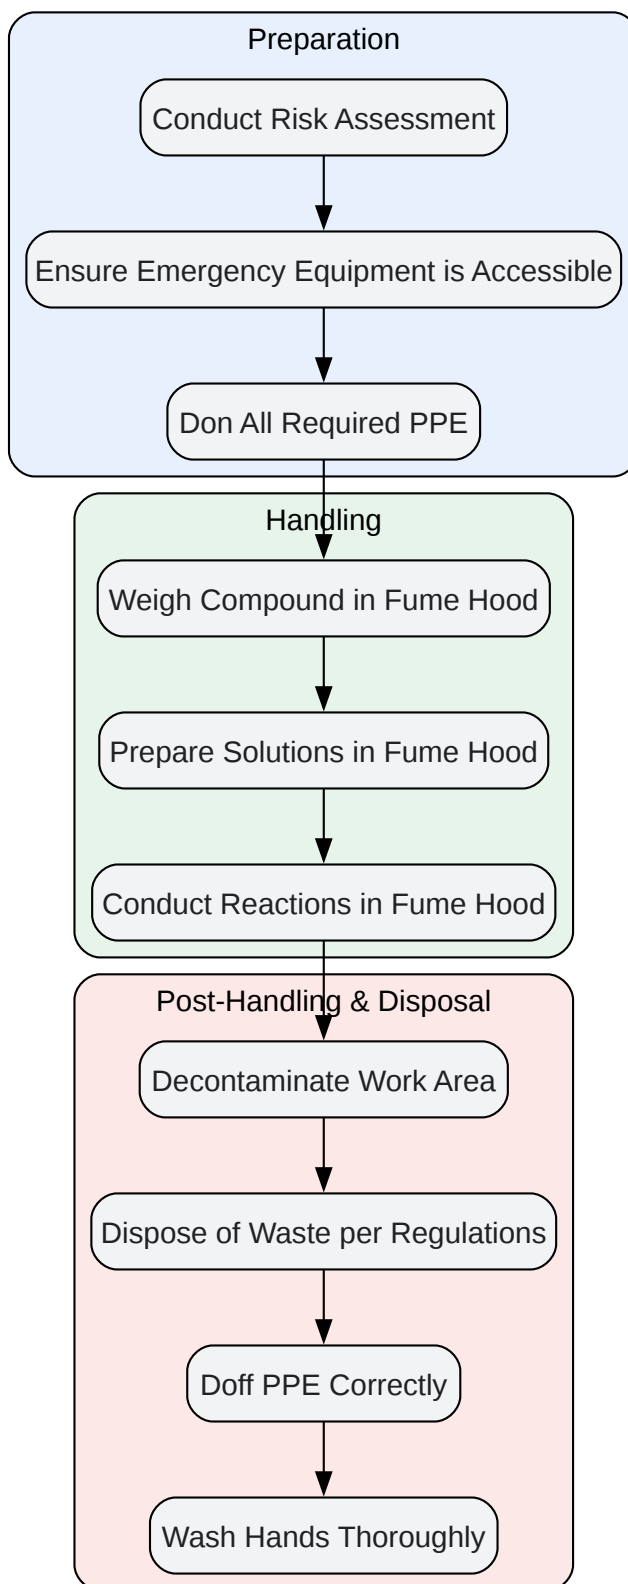 Preparation
Conduct Risk Assessment
Ensure Emergency Equipment is Accessible
Don All Required PPE
Handling
Weigh Compound in Fume Hood
Prepare Solutions in Fume Hood
Conduct Reactions in Fume Hood
Post-Handling & Disposal
Decontaminate Work Area
Dispose of Waste per Regulations
Doff PPE Correctly
Wash Hands Thoroughly